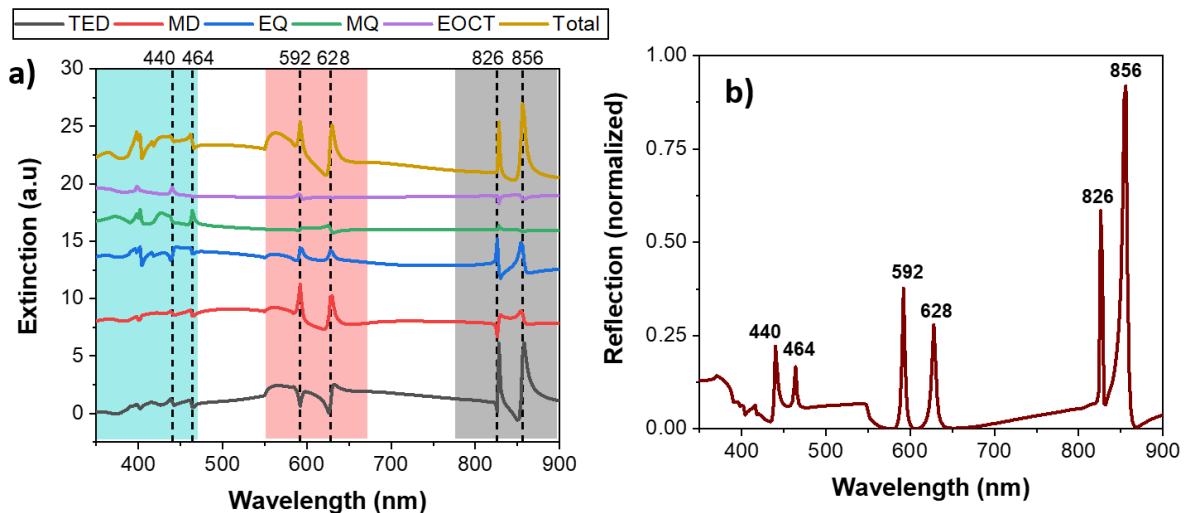 TED MD EQ MQ EOCT Total
a)
440 464 592 628 826 856
30
25
20
15
10
5
0
Extinction (a.u)
400 500 600 700 800 900
Wavelength (nm)
b)
1.00
0.75
0.50
0.25
0.00
Reflection (normalized)
440
464
592
628
826
856
400 500 600 700 800 900
Wavelength (nm)